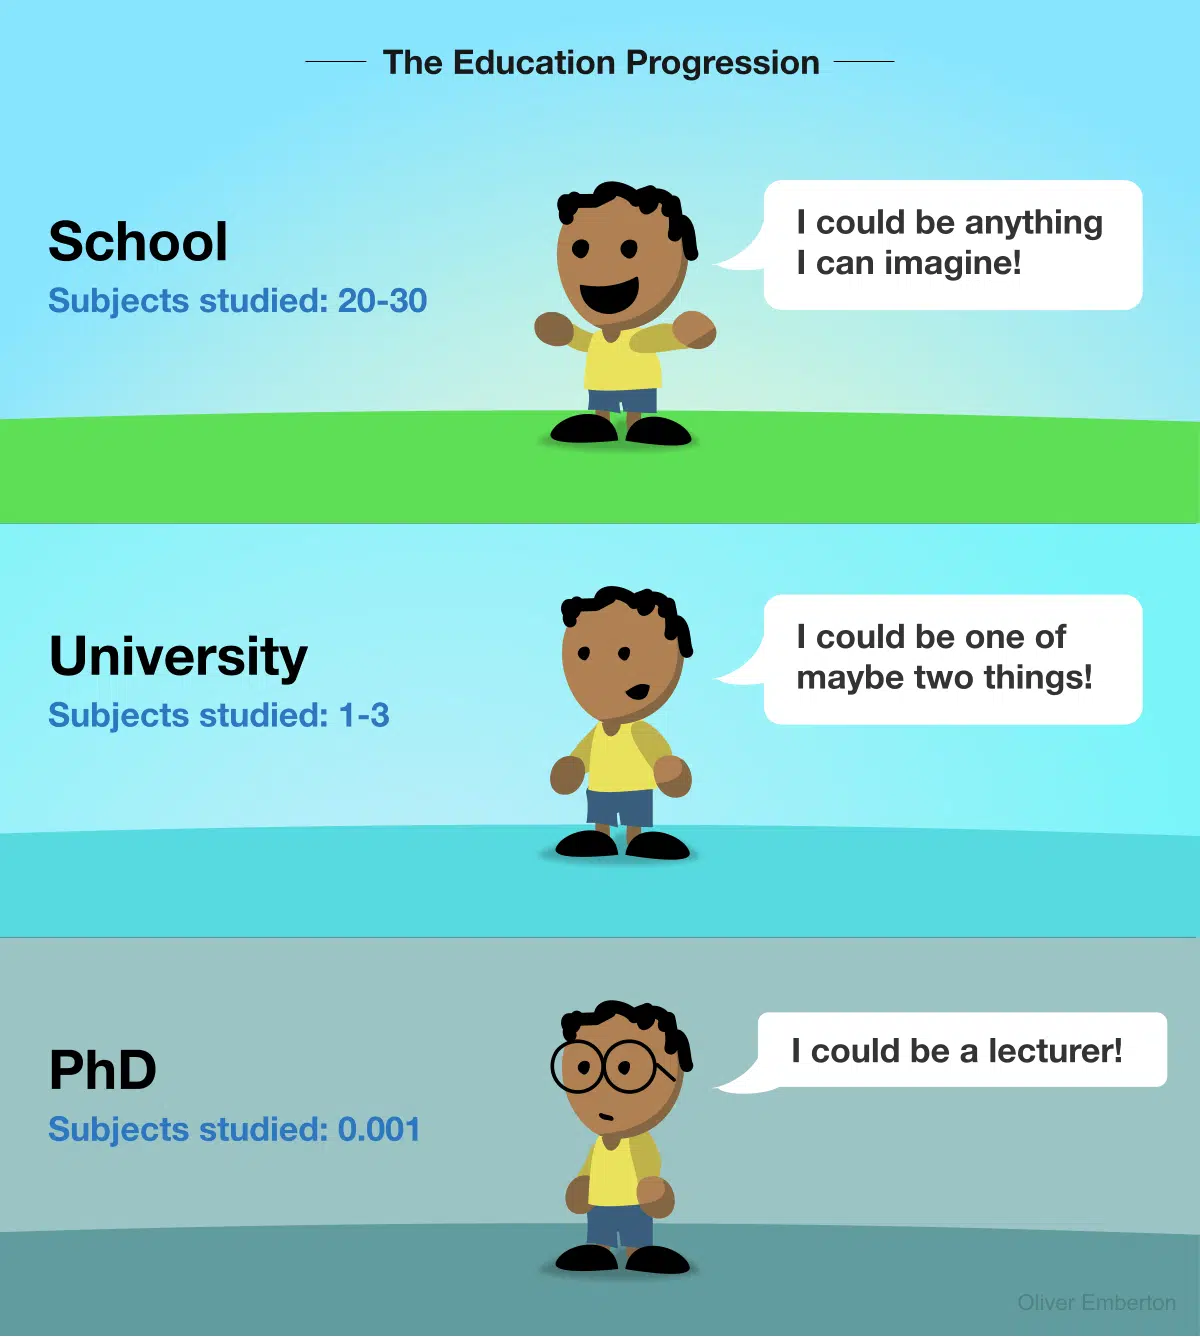 The Education Progression
School
Subjects studied: 20-30
I could be anything
I can imagine!
University
Subjects studied: 1-3
I could be one of
maybe two things!
PhD
Subjects studied: 0.001
I could be a lecturer!
Oliver Emberton